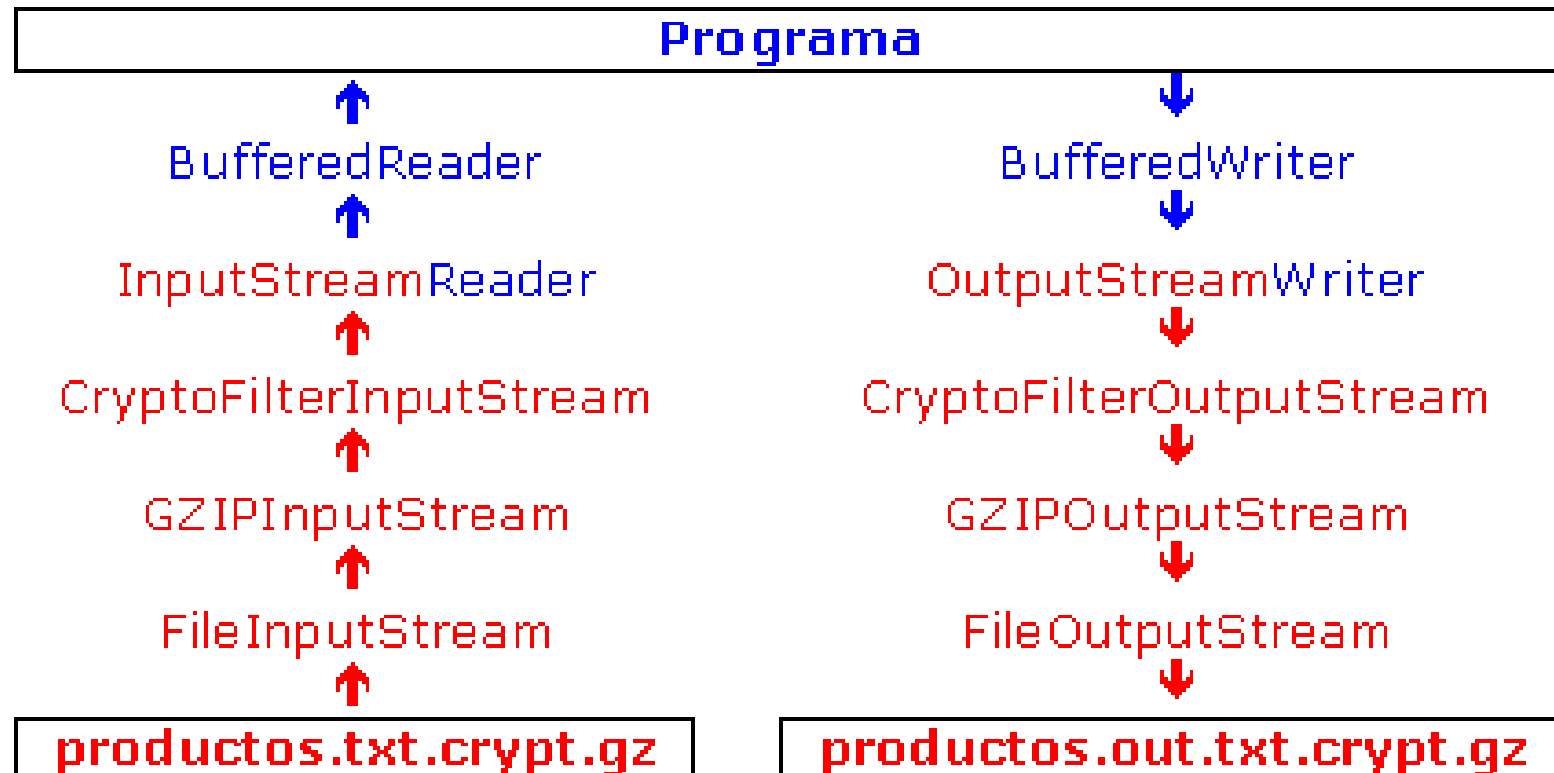 Programa
BufferedReader
BufferedWriter
InputStreamReader
OutputStreamWriter
CryptoFilterInputStream
CryptoFilterOutputStream
GZIPInputStream
GZIPOutputStream
FileInputStream
FileOutputStream
productos.txt.crypt.gz
productos.out.txt.crypt.gz